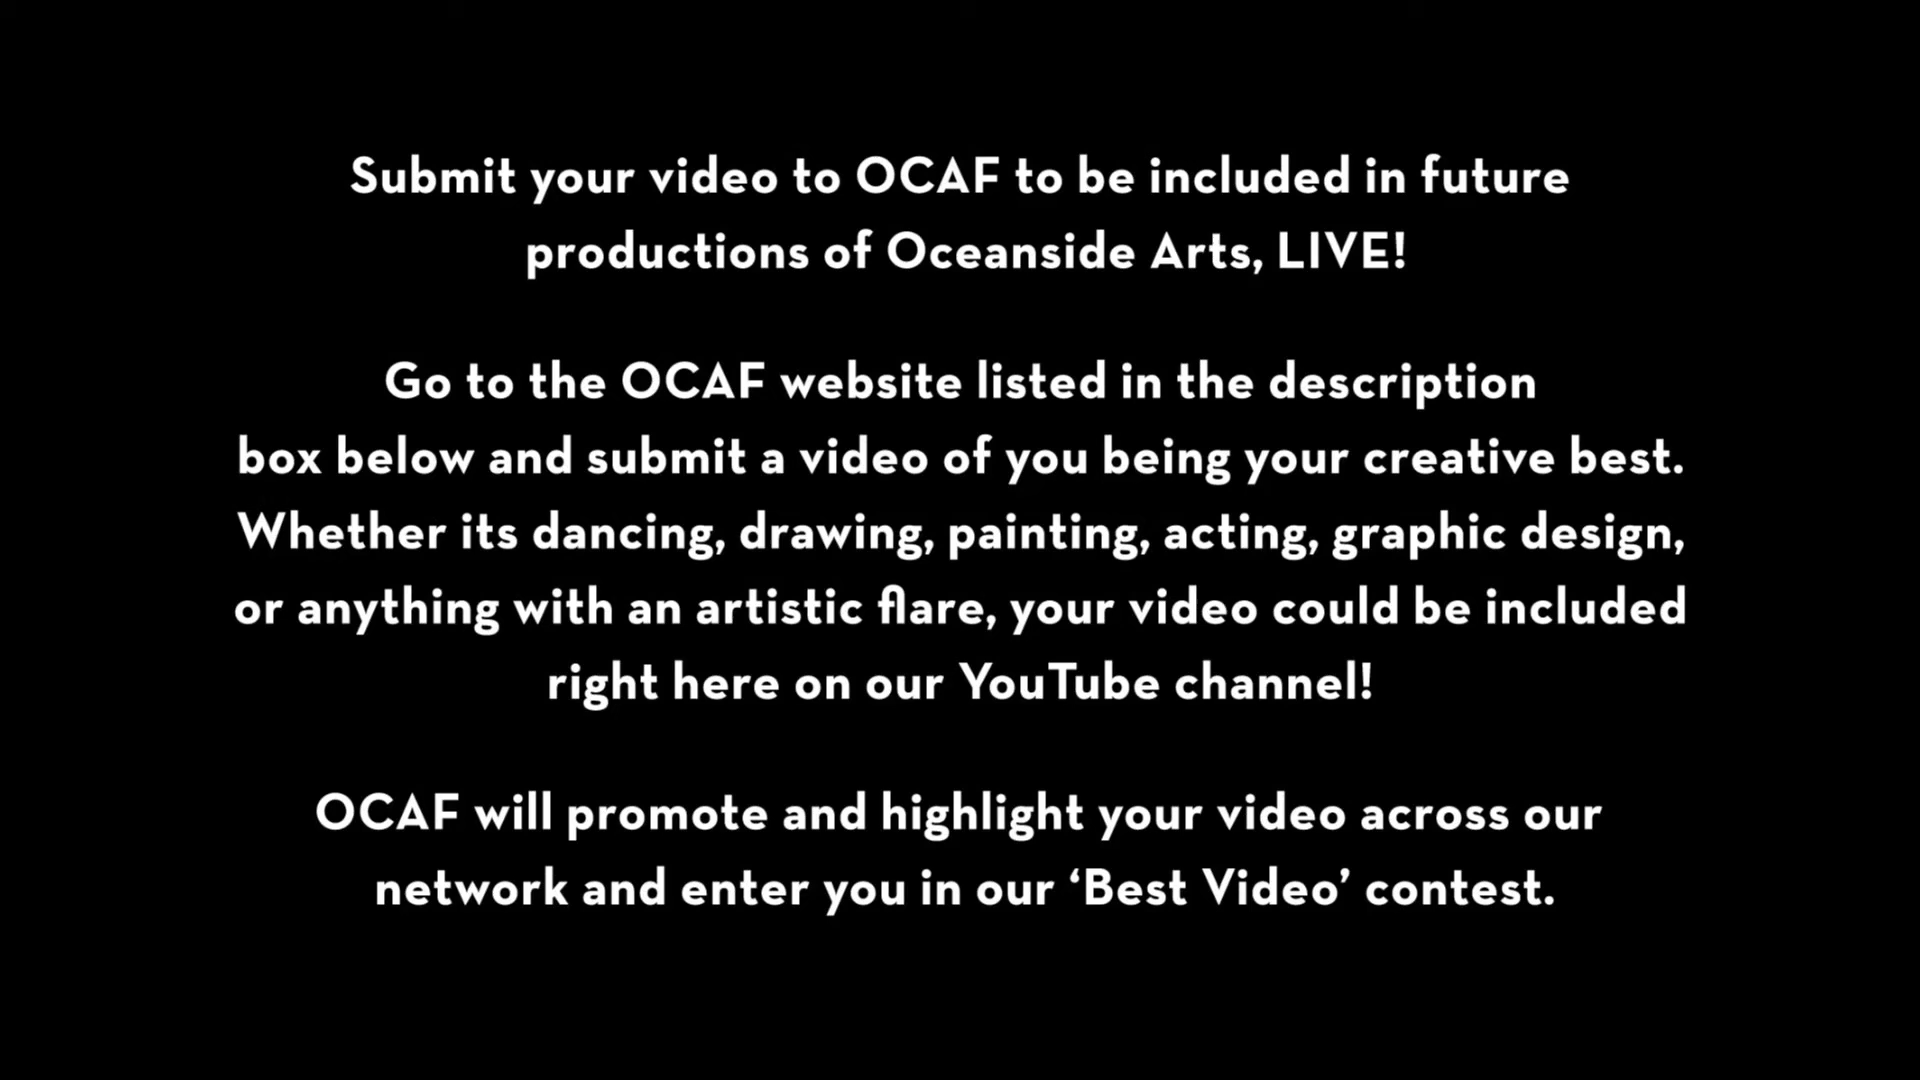 Submit your video to OCAF to be included in future
productions of Oceanside Arts, LIVE!
Go to the OCAF website listed in the description
box below and submit a video of you being your creative best.
Whether its dancing, drawing, painting, acting, graphic design,
or anything with an artistic flare, your video could be included
right here on our YouTube channel!
OCAF will promote and highlight your video across our
network and enter you in our ‘Best Video’ contest.